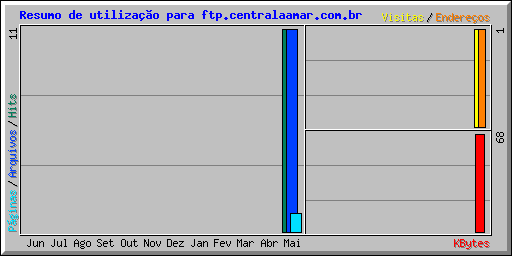 Resumo de utilização para ftp.centralaamar.com.br
Visitas / Endereços
11
1
68
Páginas / Arquivos / Hits
Jun Jul Ago Set Out Nov Dez Jan Fev Mar Abr Mai
KBytes